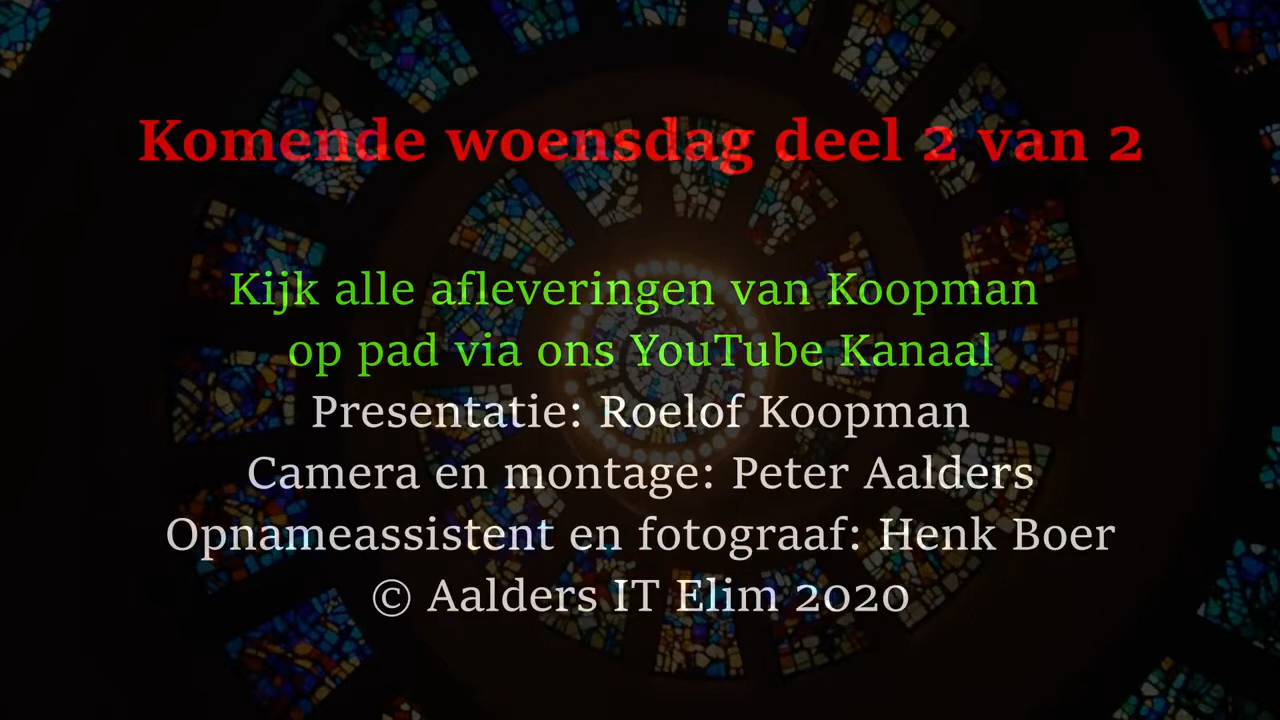 Komende woensdag deel 2 van 2
Kijk alle afleveringen van Koopman
op pad via ons YouTube Kanaal
Presentatie: Roelof Koopman
Camera en montage: Peter Aalders
Opnameassistent en fotograaf: Henk Boer
© Aalders IT Elim 2020